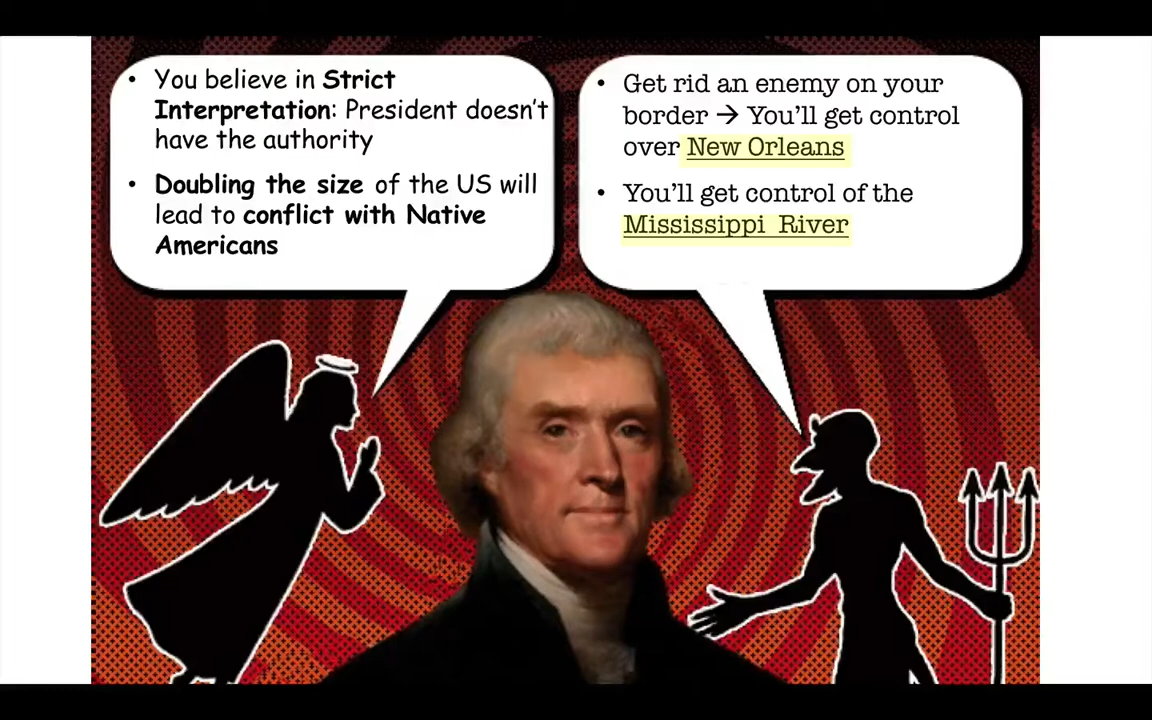 • You believe in Strict
Interpretation: President doesn't
have the authority
• Doubling the size of the US will
lead to conflict with Native
Americans
• Get rid an enemy on your
border → You'll get control
over New Orleans
• You'll get control of the
Mississippi River